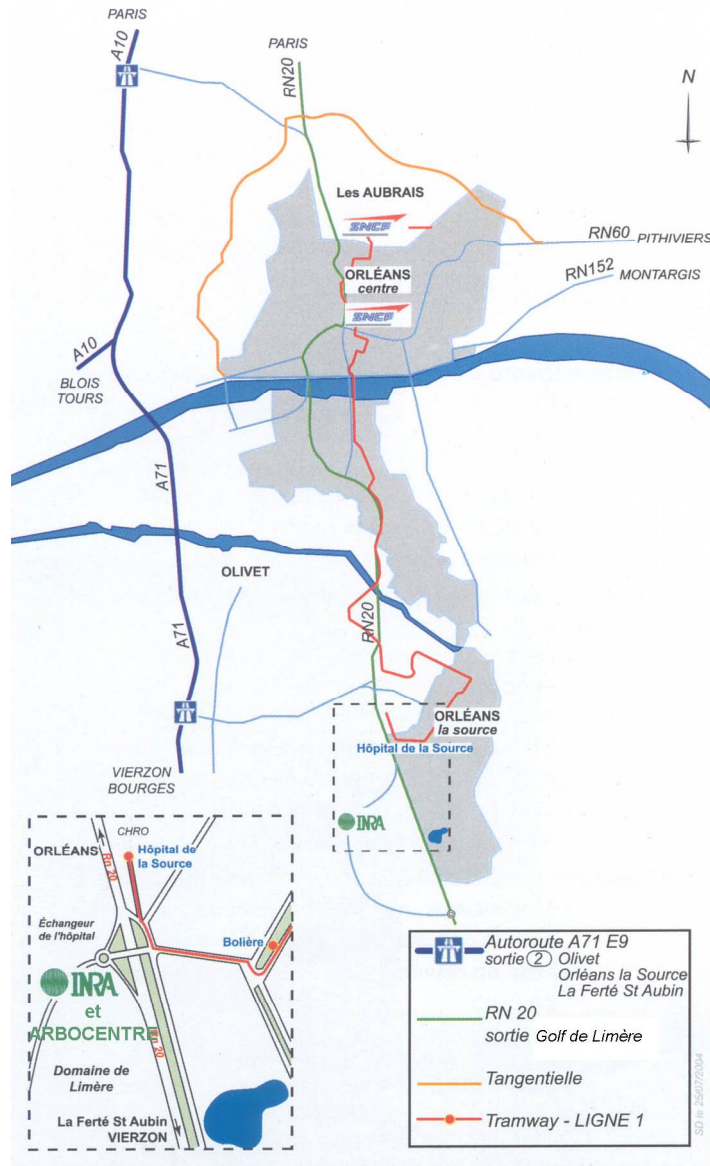 PARIS
A10
PARIS
RN20
N
Les AUBRAIS
SNCF
RN60
PITHIVIERS
ORLÉANS
centre
RN152
MONTARGIS
SNCF
A10
BLOIS
TOURS
A71
OLIVET
RN20
A71
ORLÉANS
la source
Hôpital de la Source
VIERZON
BOURGES
INRA
CHRO
ORLÉANS
Hôpital de
la Source
Rn 20
Échangeur
de l'hôpital
Bolière
INRA
et
ARBOCENTRE
Rn 20
Domaine de
Limère
La Ferté St Aubin
VIERZON
Autoroute A71 E9
sortie 2 Olivet
Orléans la Source
La Ferté St Aubin
RN 20
sortie Golf de Limère
Tangentielle
Tramway - LIGNE 1
SD le 25/07/2004